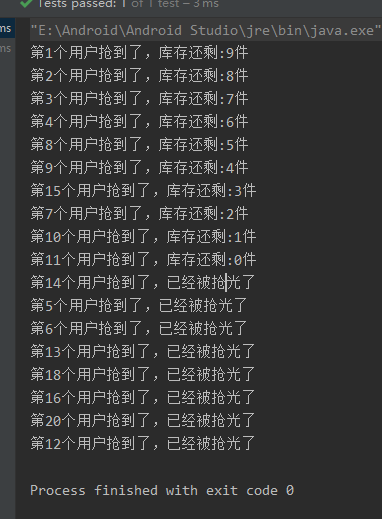 ms
Tests passed: 1 of 1 test – 3 ms
ms
"E:\Android\Android Studio\jre\bin\java.exe"
第1个用户抢到了，库存还剩:9件
第2个用户抢到了，库存还剩:8件
第3个用户抢到了，库存还剩:7件
第4个用户抢到了，库存还剩:6件
第8个用户抢到了，库存还剩:5件
第9个用户抢到了，库存还剩:4件
第15个用户抢到了，库存还剩:3件
第7个用户抢到了，库存还剩:2件
第10个用户抢到了，库存还剩:1件
第11个用户抢到了，库存还剩:0件
第14个用户抢到了，已经被抢光了
第5个用户抢到了，已经被抢光了
第6个用户抢到了，已经被抢光了
第13个用户抢到了，已经被抢光了
第18个用户抢到了，已经被抢光了
第16个用户抢到了，已经被抢光了
第20个用户抢到了，已经被抢光了
第12个用户抢到了，已经被抢光了
Process finished with exit code 0